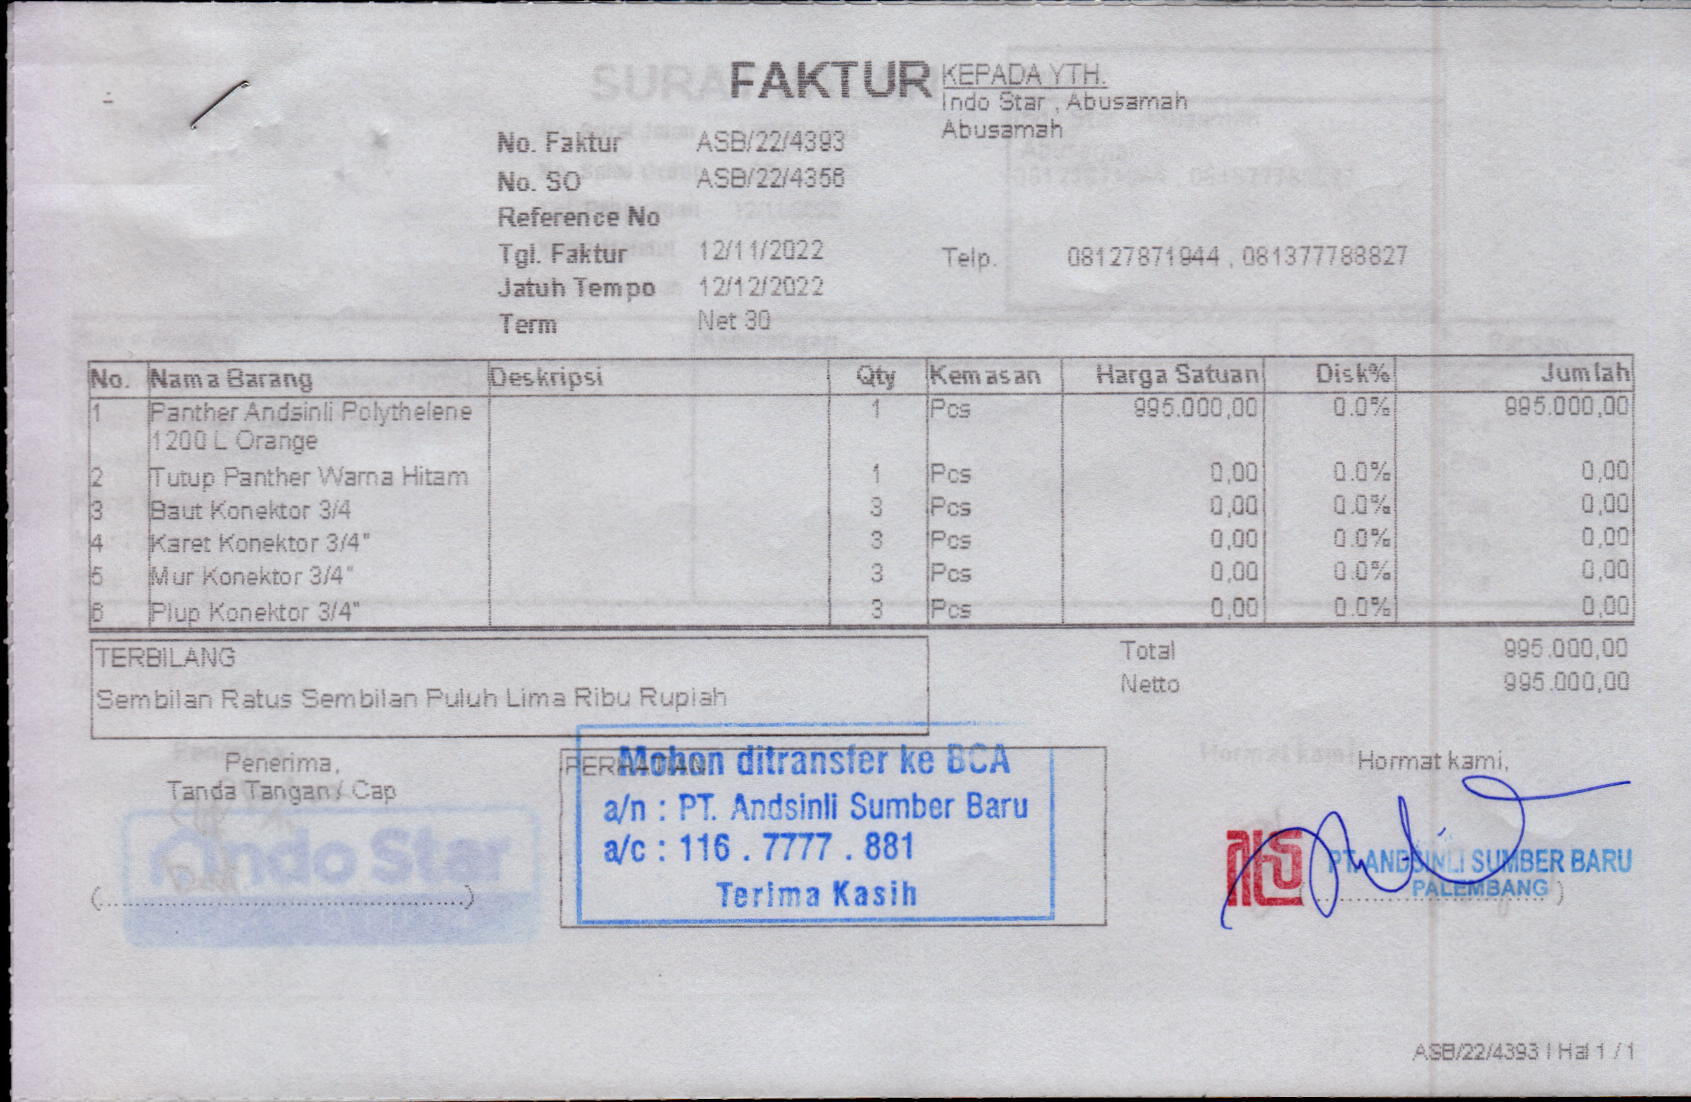 FAKTUR
KEPADA YTH.
Indo Star , Abusamah
Abusamah
No. Faktur ASB/22/4393
No. SO ASB/22/4356
Reference No
Tgl. Faktur 12/11/2022
Telp. 08127871944 , 081377788827
Jatuh Tempo 12/12/2022
Term Net 30
No. Nama Barang Deskripsi Qty Kemasan Harga Satuan Disk% Jumlah
1 Panther Andsinli Polythelene 1 Pcs 995.000,00 0.0% 995.000,00
1200 L Orange
2 Tutup Panther Warna Hitam 1 Pcs 0,00 0.0% 0,00
3 Baut Konektor 3/4 3 Pcs 0,00 0.0% 0,00
4 Karet Konektor 3/4" 3 Pcs 0,00 0.0% 0,00
5 Mur Konektor 3/4" 3 Pcs 0,00 0.0% 0,00
6 Plup Konektor 3/4" 3 Pcs 0,00 0.0% 0,00
TERBILANG
Sembilan Ratus Sembilan Puluh Lima Ribu Rupiah
Total 995.000,00
Netto 995.000,00
Penerima,
Tanda Tangan / Cap
Indo Star
(....................................................)
PERHATIAN
Mohon ditransfer ke BCA
a/n : PT. Andsinli Sumber Baru
a/c : 116 . 7777 . 881
Terima Kasih
Hormat kami,
PT. ANDSINLI SUMBER BARU
PALEMBANG
ASB/22/4393 | Hal 1 / 1